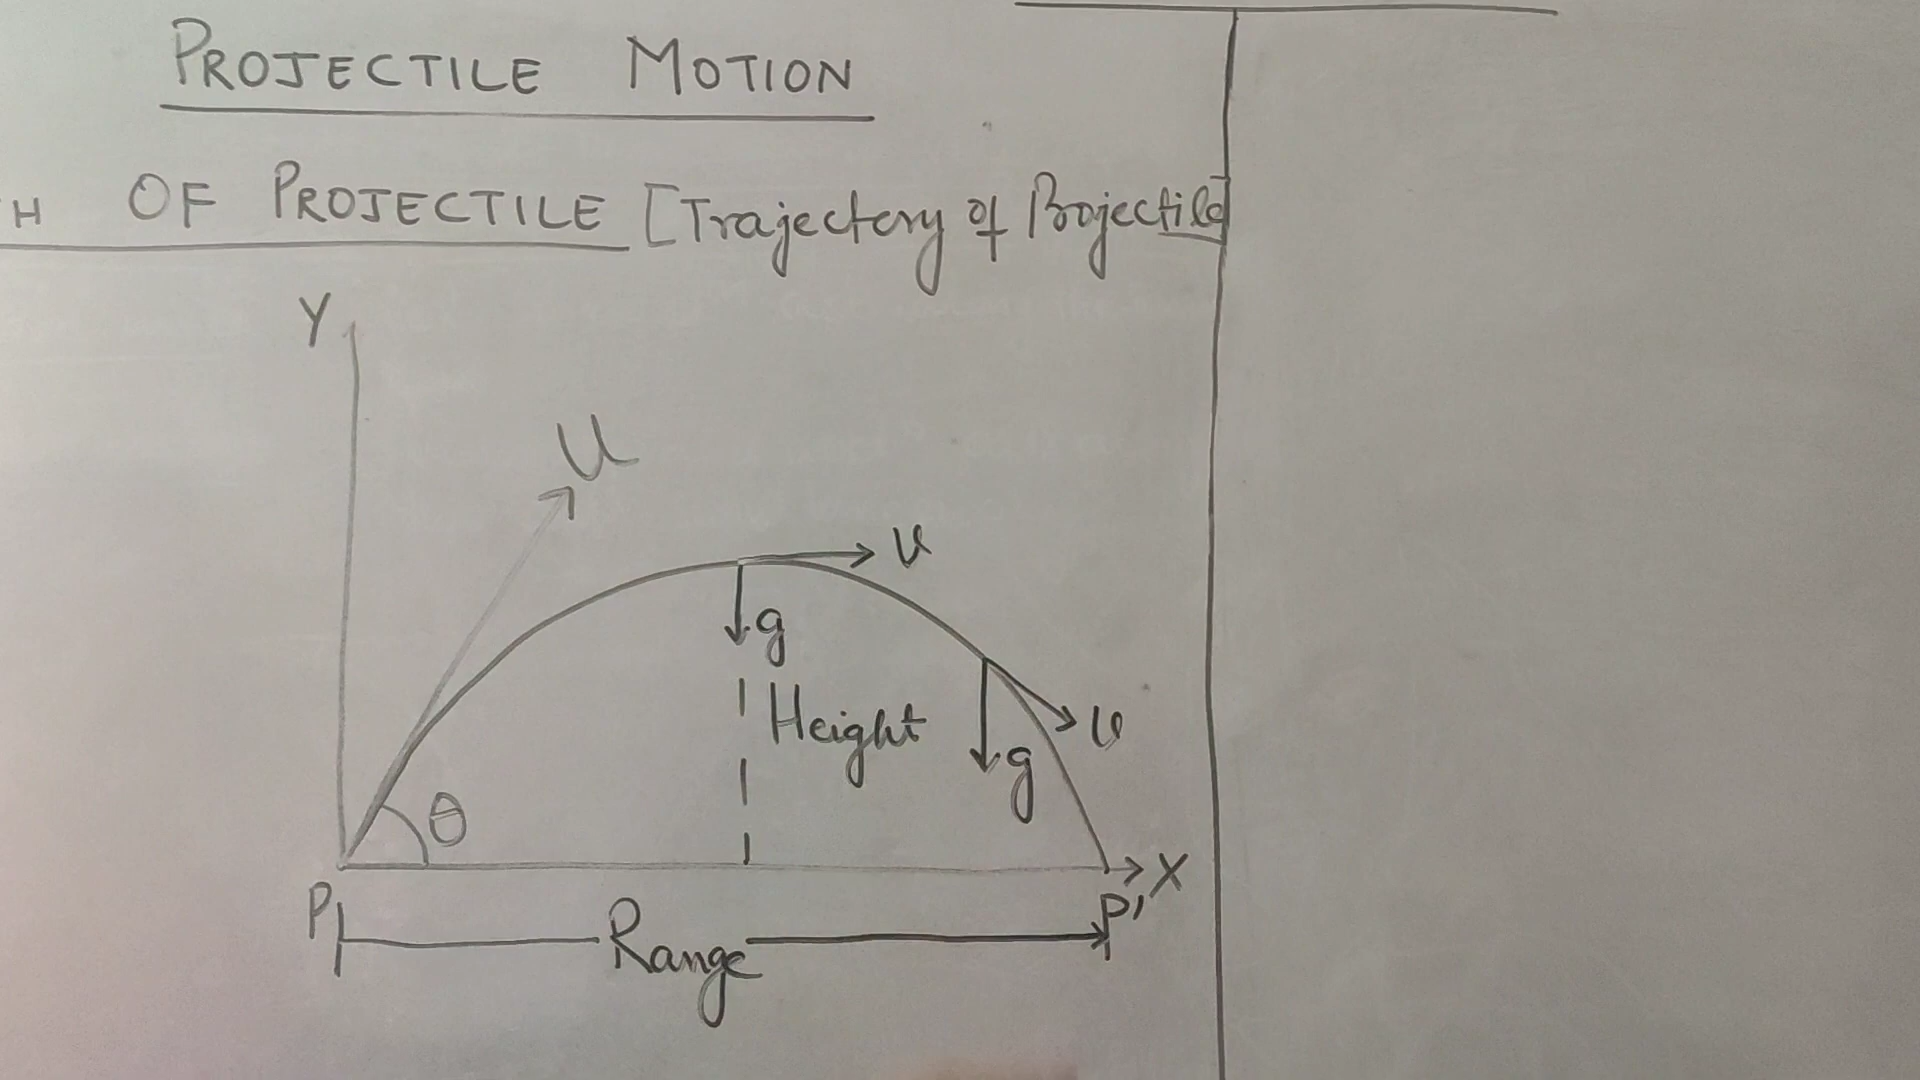 PROJECTILE MOTION
H OF PROJECTILE [Trajectory of Projectile]
Y
U
v
g
Height
v
g
θ
X
P
P'
Range